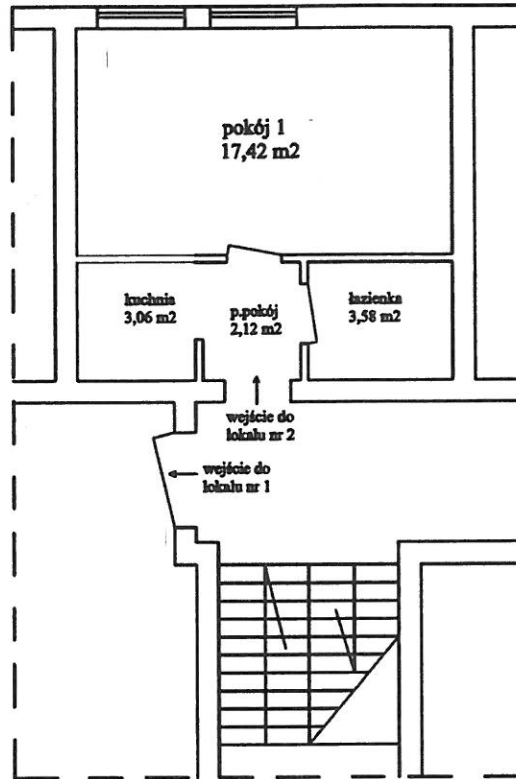 pokój 1
17,42 m2
kuchnia
3,06 m2
p.pokój
2,12 m2
łazienka
3,58 m2
wejście do
lokalu nr 2
wejście do
lokalu nr 1